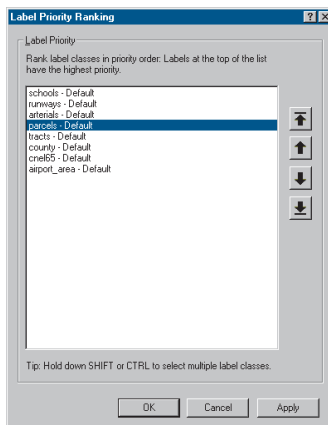 Label Priority Ranking
Label Priority
Rank label classes in priority order: Labels at the top of the list
have the highest priority.
schools - Default
runways - Default
arterials - Default
parcels - Default
tracts - Default
county - Default
cnel65 - Default
airport_area - Default
Tip: Hold down SHIFT or CTRL to select multiple label classes.
OK
Cancel
Apply